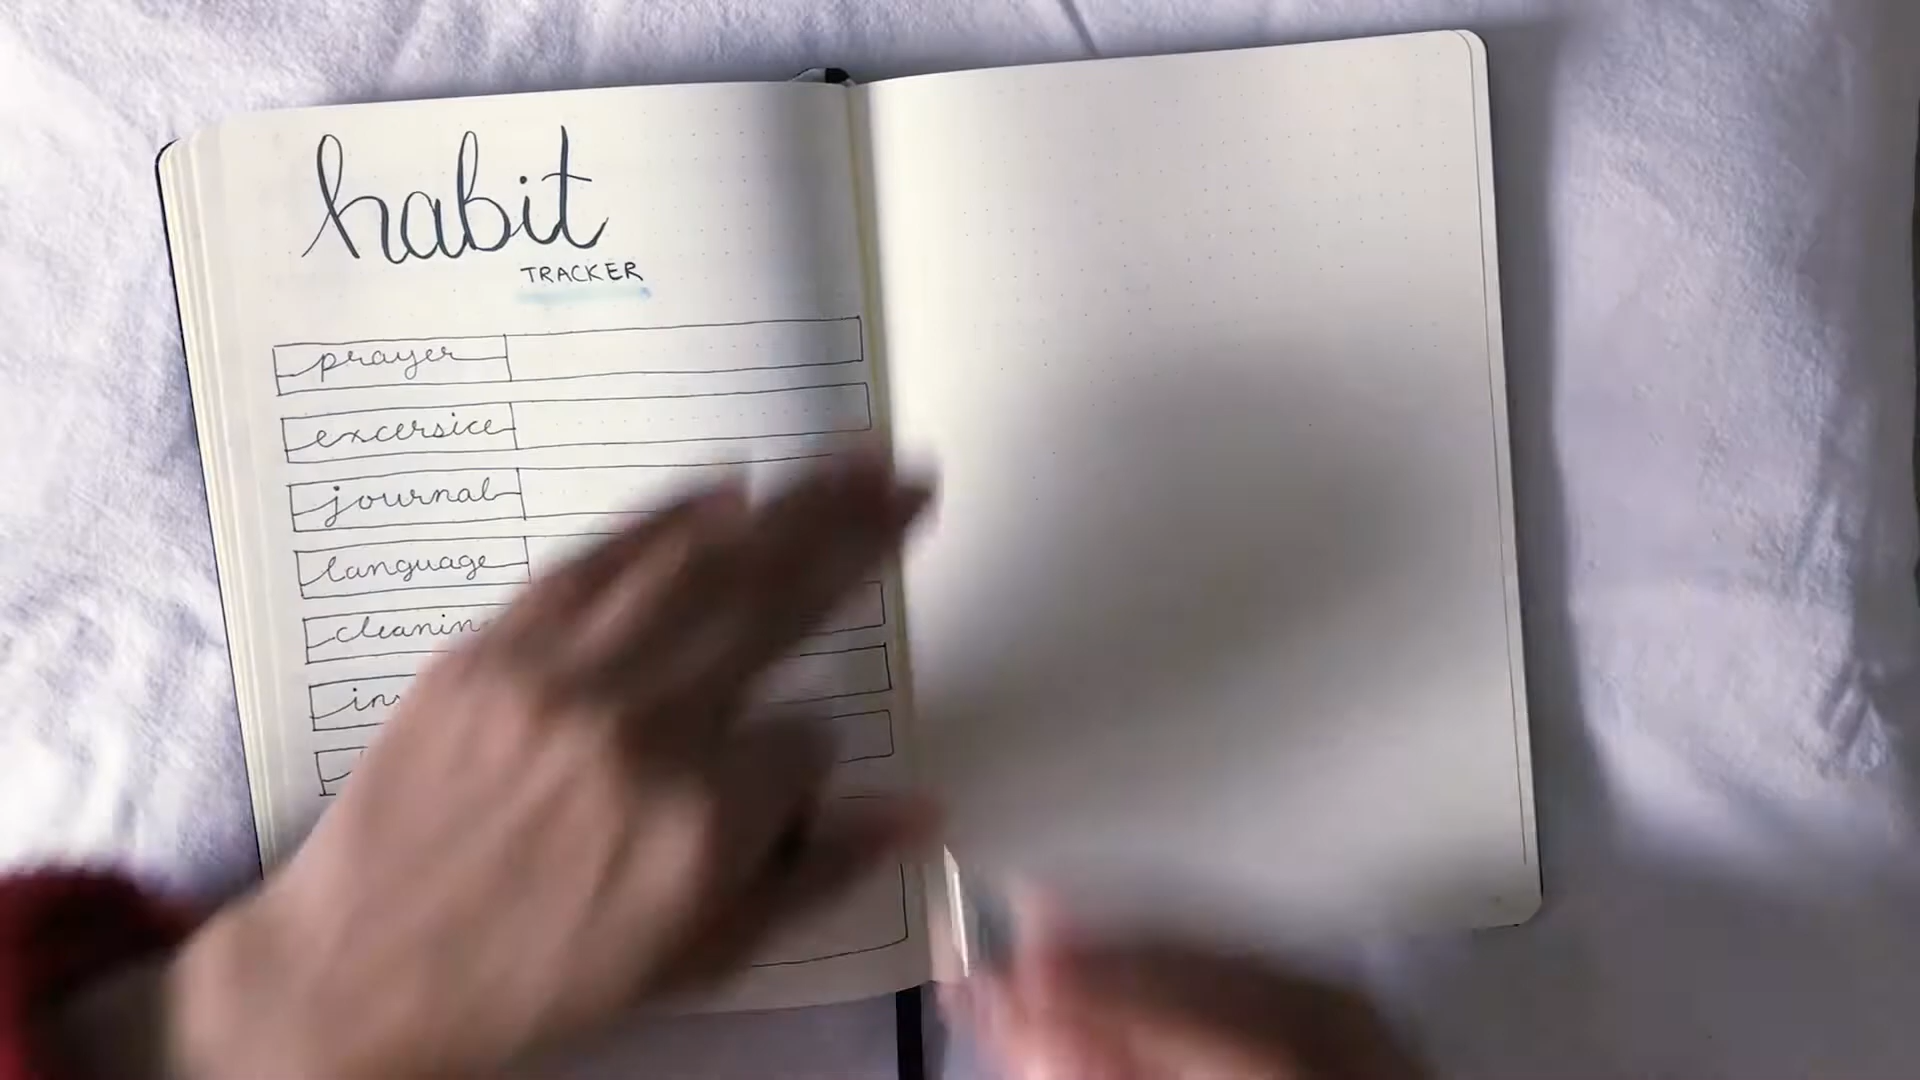 habit
TRACKER
prayer
excersice
journal
language